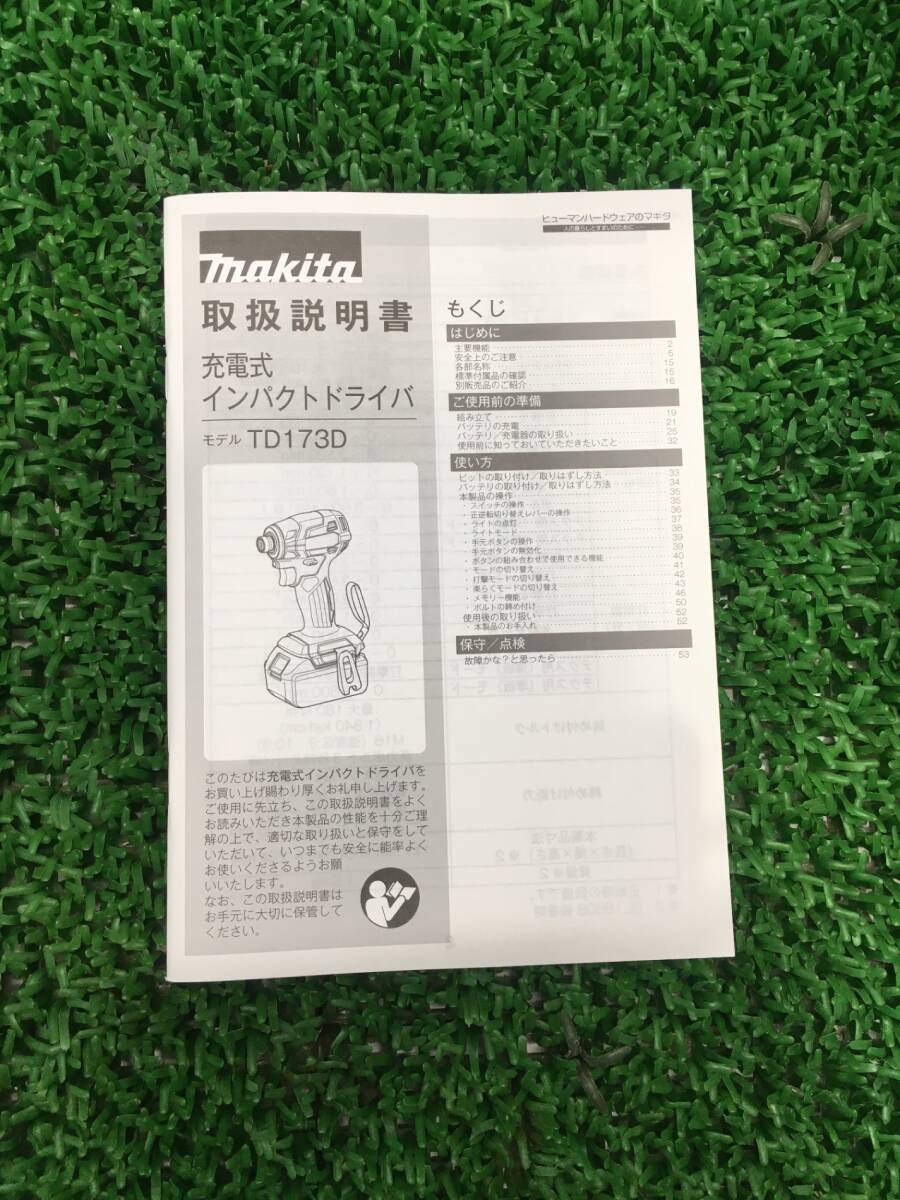 makita
取扱説明書
充電式
インパクトドライバ
モデル TD173D
このたびは充電式インパクトドライバを
お買い上げ賜わり厚くお礼申し上げます。
ご使用に先立ち、この取扱説明書をよく
お読みいただき本製品の性能を十分ご理
解の上で、適切な取り扱いと保守をして
いただいて、いつまでも安全に能率よく
お使いくださるようお願
いいたします。
なお、この取扱説明書は
お手元に大切に保管して
ください。
ヒューマンハードウェアのマキタ
人の暮らしとすまいのために
もくじ
はじめに
主要機能 2
安全上のご注意 5
各部名称 15
標準付属品の確認 15
別販売品のご紹介 16
ご使用前の準備
組み立て 19
バッテリの充電 21
バッテリ／充電器の取り扱い 25
使用前に知っておいていただきたいこと 32
使い方
ビットの取り付け／取りはずし方法 33
バッテリの取り付け／取りはずし方法 34
本製品の操作 35
・スイッチの操作 35
・正逆転切り替えレバーの操作 36
・ライトの点灯 37
・ライトモード 38
・手元ボタンの操作 39
・手元ボタンの無効化 39
・ボタンの組み合わせで使用できる機能 40
・モードの切り替え 41
・打撃モードの切り替え 42
・楽らくモードの切り替え 43
・メモリー機能 46
・ボルトの締め付け 50
使用後の取り扱い 52
・本製品のお手入れ 52
保守／点検
故障かな？と思ったら 53